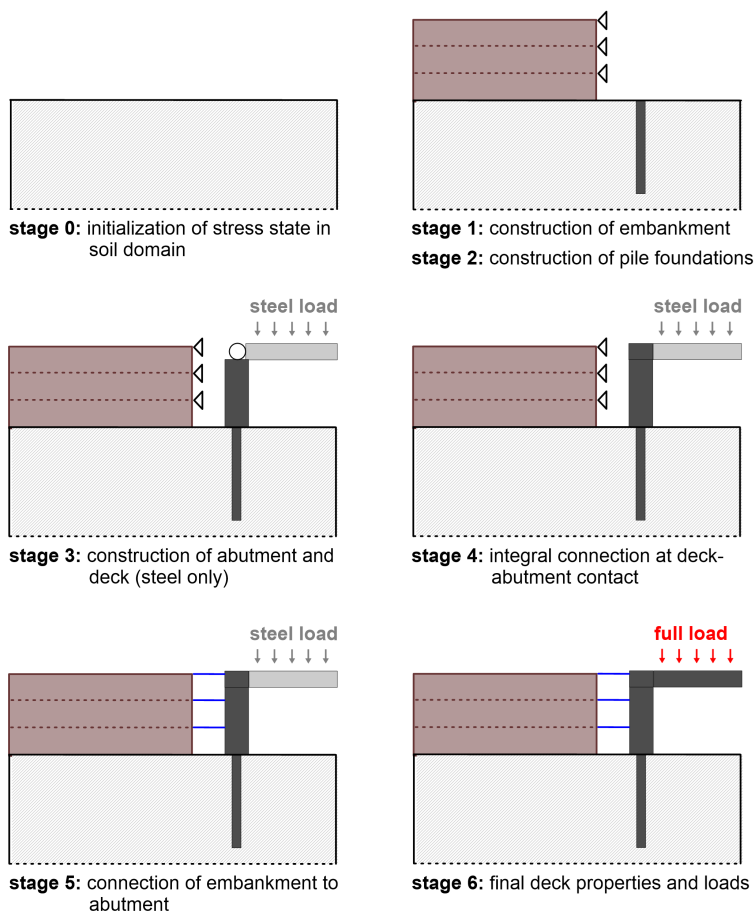 stage 0: initialization of stress state in
soil domain
stage 1: construction of embankment
stage 2: construction of pile foundations
steel load
stage 3: construction of abutment and
deck (steel only)
steel load
stage 4: integral connection at deck-
abutment contact
steel load
stage 5: connection of embankment to
abutment
full load
stage 6: final deck properties and loads